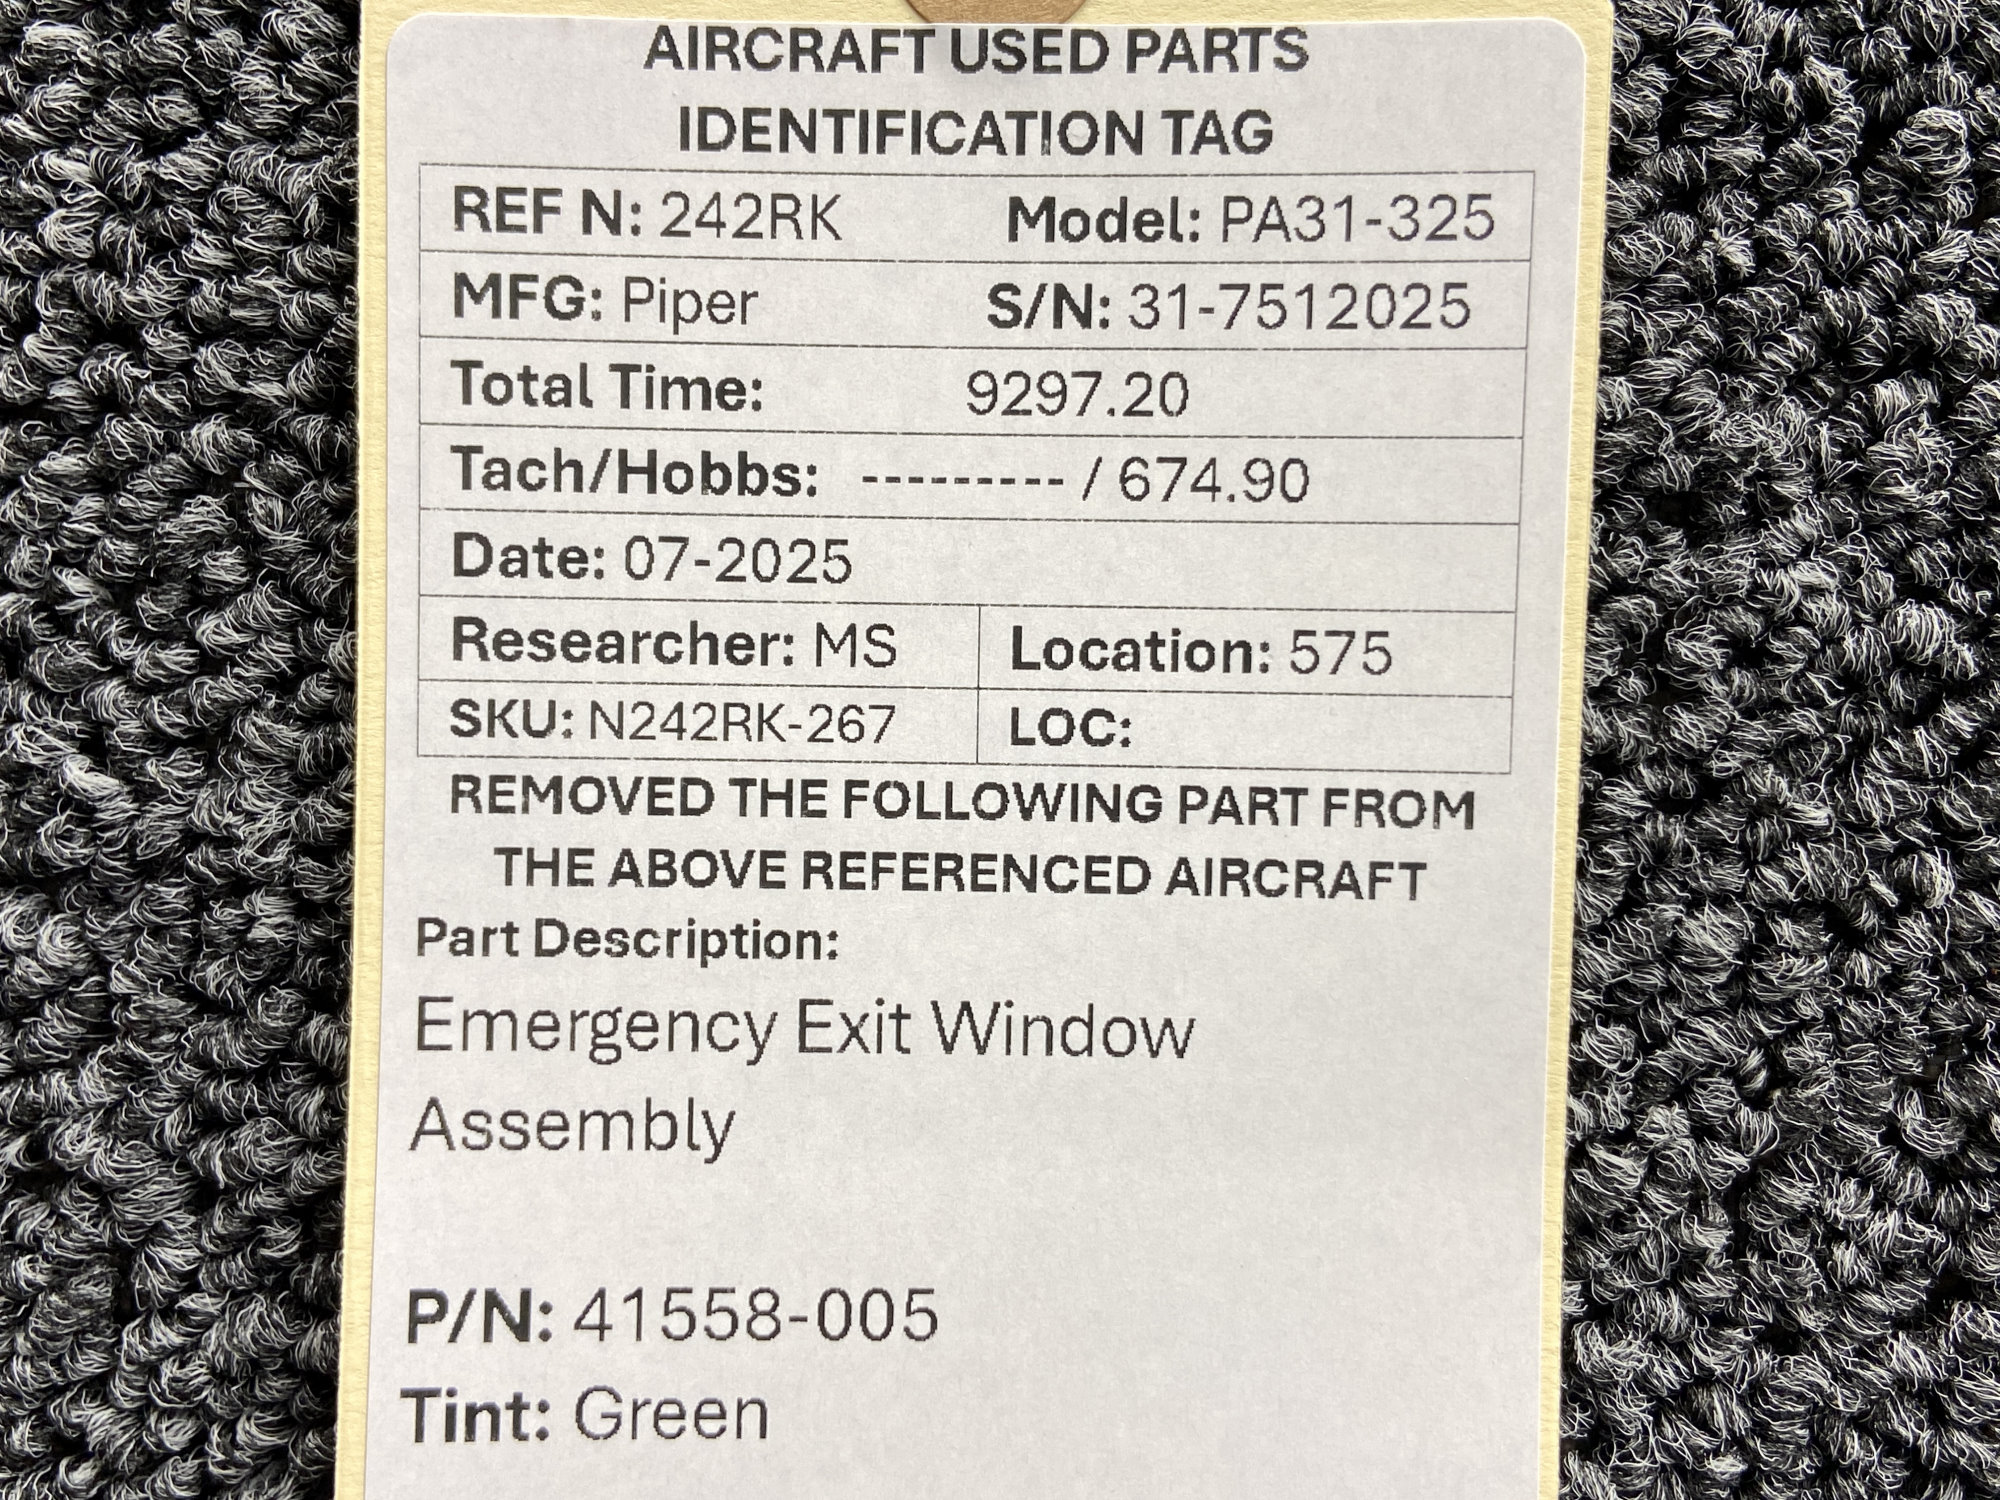 AIRCRAFT USED PARTS
IDENTIFICATION TAG
REF N: 242RK Model: PA31-325
MFG: Piper S/N: 31-7512025
Total Time: 9297.20
Tach/Hobbs: --------- / 674.90
Date: 07-2025
Researcher: MS Location: 575
SKU: N242RK-267 LOC:
REMOVED THE FOLLOWING PART FROM
THE ABOVE REFERENCED AIRCRAFT
Part Description:
Emergency Exit Window
Assembly
P/N: 41558-005
Tint: Green